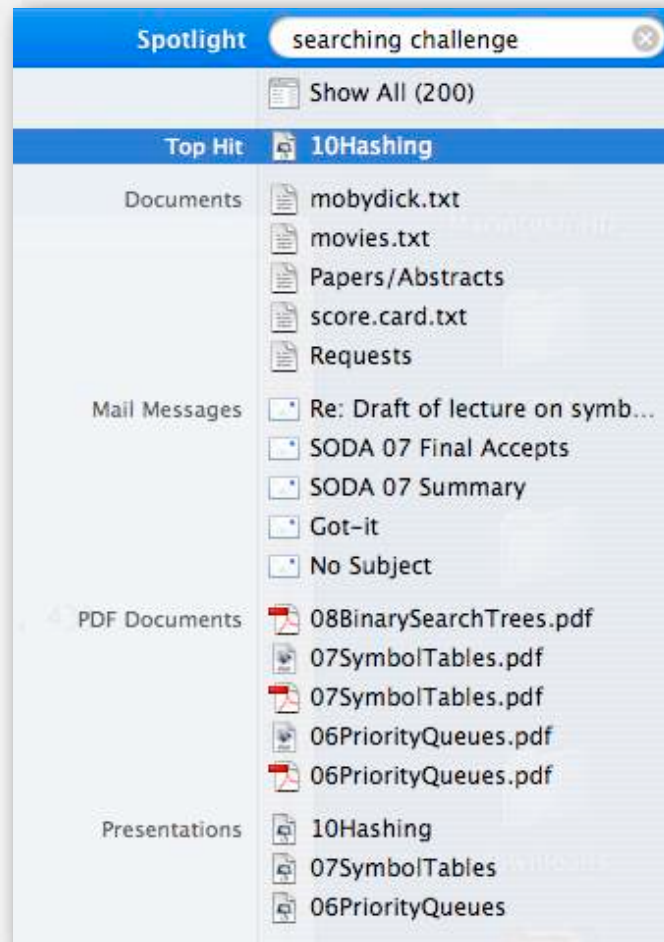 Spotlight searching challenge
Show All (200)
Top Hit 10Hashing
Documents mobydick.txt
movies.txt
Papers/Abstracts
score.card.txt
Requests
Mail Messages Re: Draft of lecture on symb...
SODA 07 Final Accepts
SODA 07 Summary
Got-it
No Subject
PDF Documents 08BinarySearchTrees.pdf
07SymbolTables.pdf
07SymbolTables.pdf
06PriorityQueues.pdf
06PriorityQueues.pdf
Presentations 10Hashing
07SymbolTables
06PriorityQueues